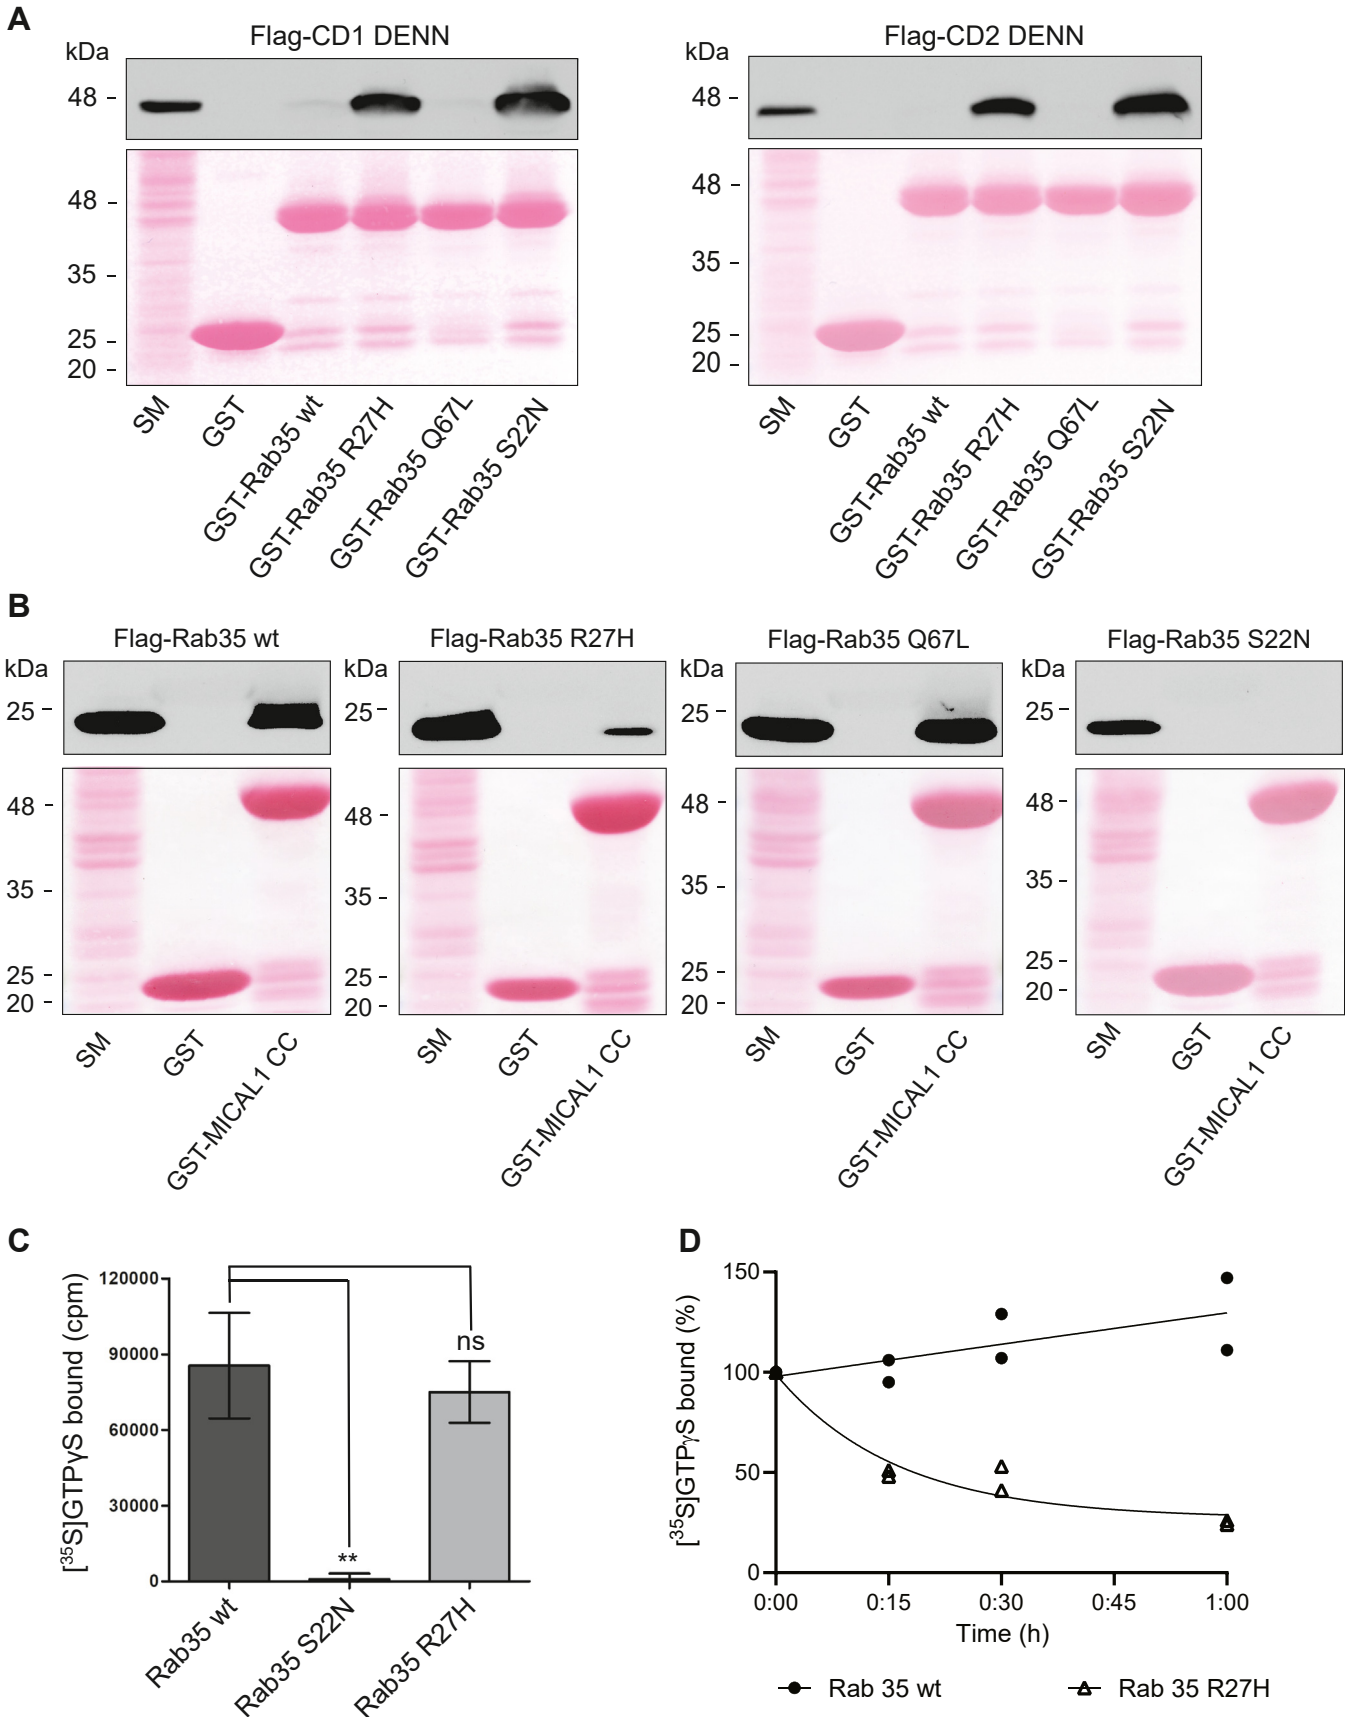 A
Flag-CD1 DENN
Flag-CD2 DENN
kDa
48
48
48
35
25
20
48
35
25
20
SM
GST
GST-Rab35 wt
GST-Rab35 R27H
GST-Rab35 Q67L
GST-Rab35 S22N
SM
GST
GST-Rab35 wt
GST-Rab35 R27H
GST-Rab35 Q67L
GST-Rab35 S22N
B
Flag-Rab35 wt
Flag-Rab35 R27H
Flag-Rab35 Q67L
Flag-Rab35 S22N
kDa
kDa
kDa
kDa
25
25
25
25
48
35
25
20
48
35
25
20
48
35
25
20
48
35
25
20
SM
GST
GST-MICAL1 CC
SM
GST
GST-MICAL1 CC
SM
GST
GST-MICAL1 CC
SM
GST
GST-MICAL1 CC
C
[³⁵S]GTPγS bound (cpm)
120000
90000
60000
30000
0
ns
**
Rab35 wt
Rab35 S22N
Rab35 R27H
D
[³⁵S]GTPγS bound (%)
150
100
50
0
0:00
0:15
0:30
0:45
1:00
Time (h)
Rab 35 wt
Rab 35 R27H